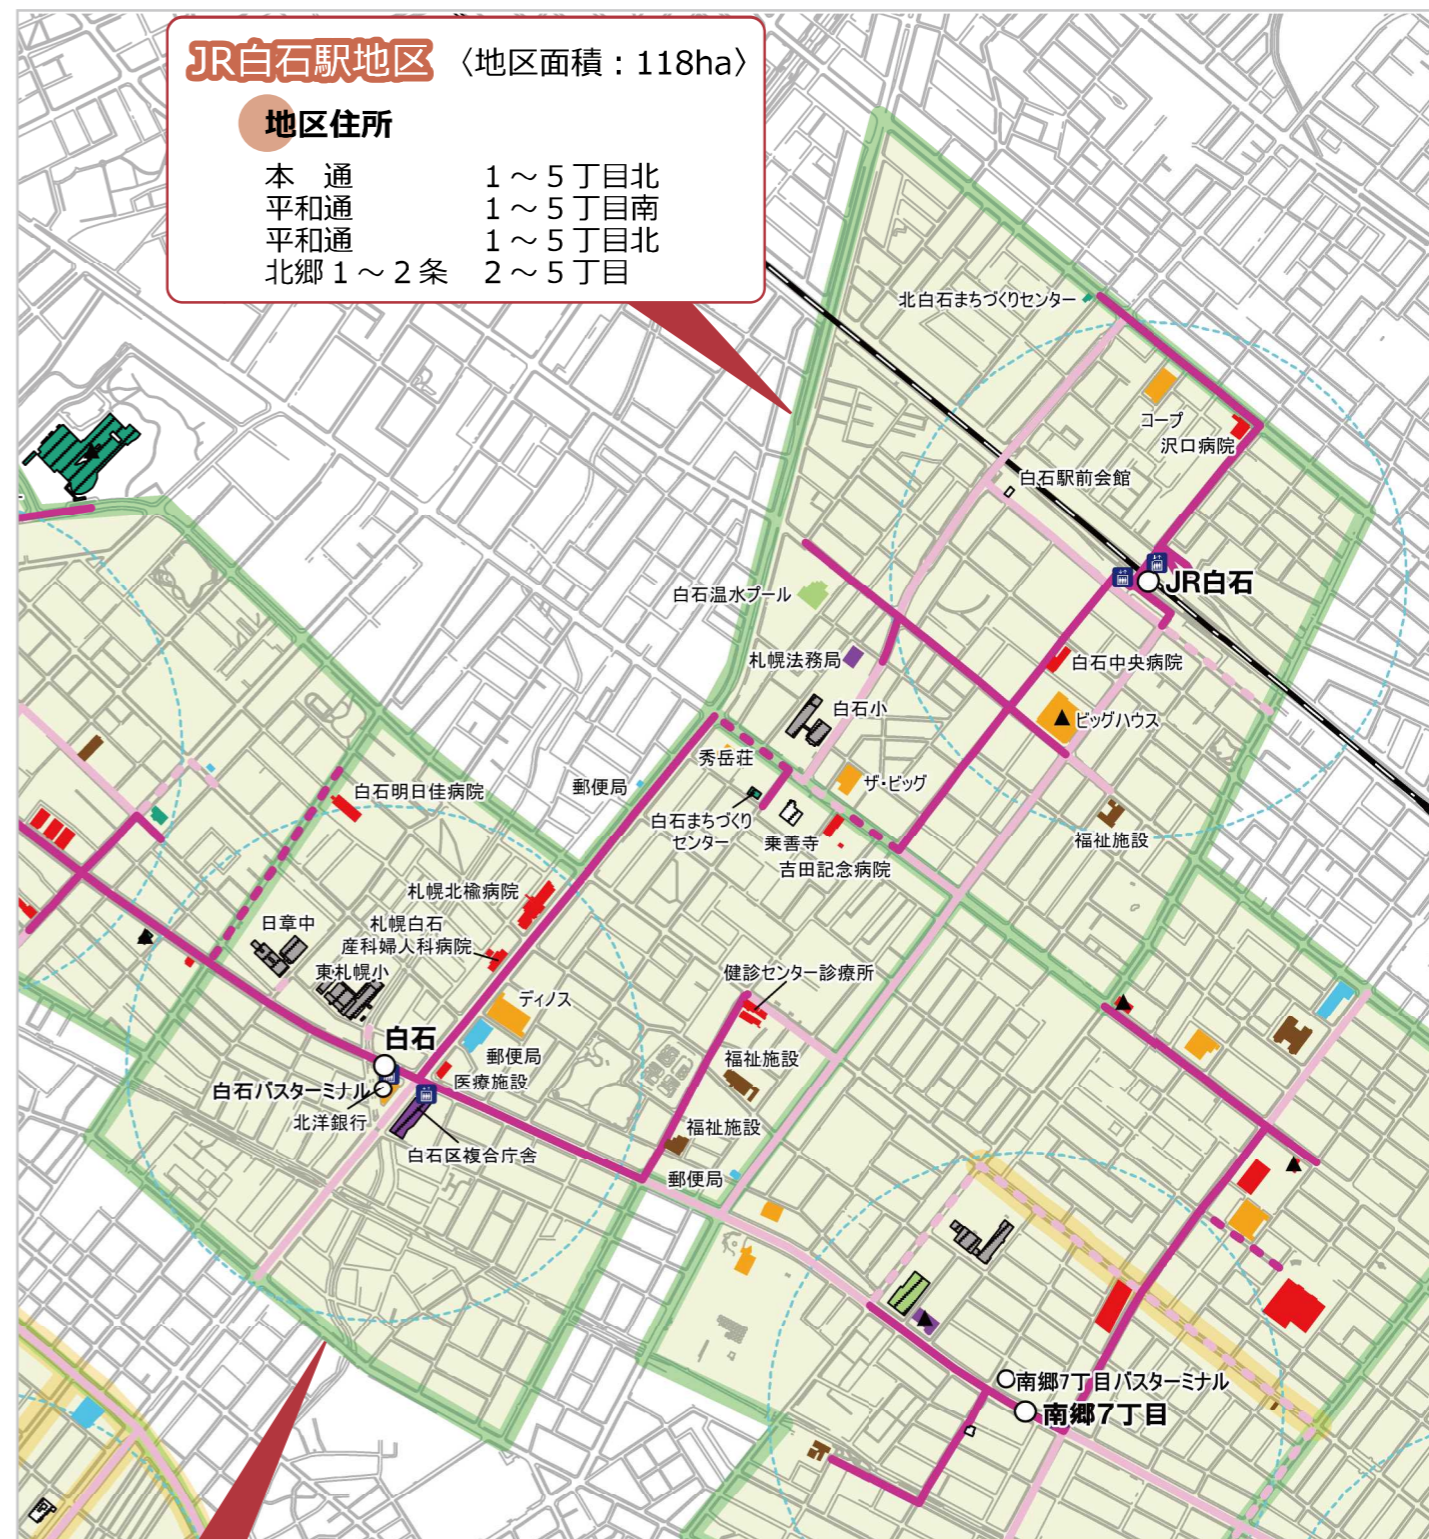 JR白石駅地区 〈地区面積：118ha〉
地区住所
本　通　1～5丁目北
平和通　1～5丁目南
平和通　1～5丁目北
北郷1～2条　2～5丁目
北白石まちづくりセンター
コープ
沢口病院
白石駅前会館
JR白石
白石温水プール
札幌法務局
白石中央病院
白石小
ビッグハウス
秀岳荘
ザ・ビッグ
郵便局
白石明日佳病院
白石まちづくり
センター
乗善寺
福祉施設
吉田記念病院
札幌北楡病院
日章中
札幌白石
産科婦人科病院
東札幌小
健診センター診療所
ディノス
白石
郵便局
福祉施設
医療施設
白石バスターミナル
北洋銀行
福祉施設
白石区複合庁舎
郵便局
南郷7丁目バスターミナル
南郷7丁目